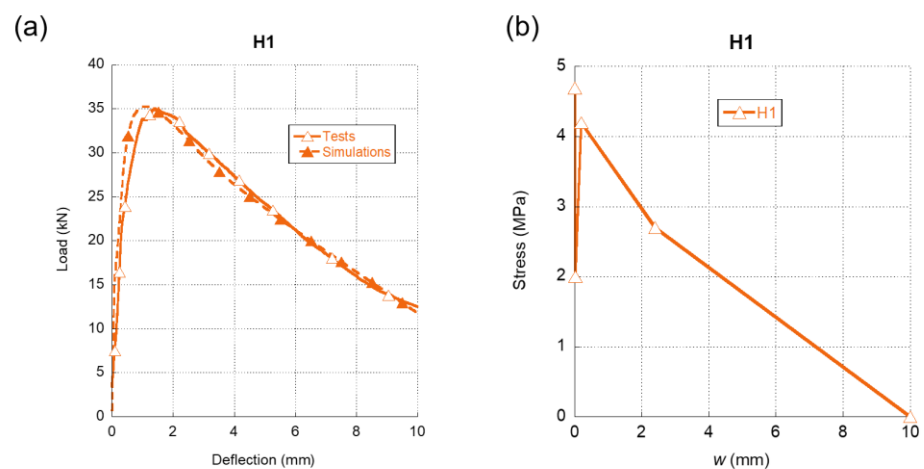 (a)
H1
40
35
30
25
20
15
10
5
0
0 2 4 6 8 10
Load (kN)
Deflection (mm)
Tests
Simulations
(b)
H1
5
4
3
2
1
0
0 2 4 6 8 10
Stress (MPa)
w (mm)
H1